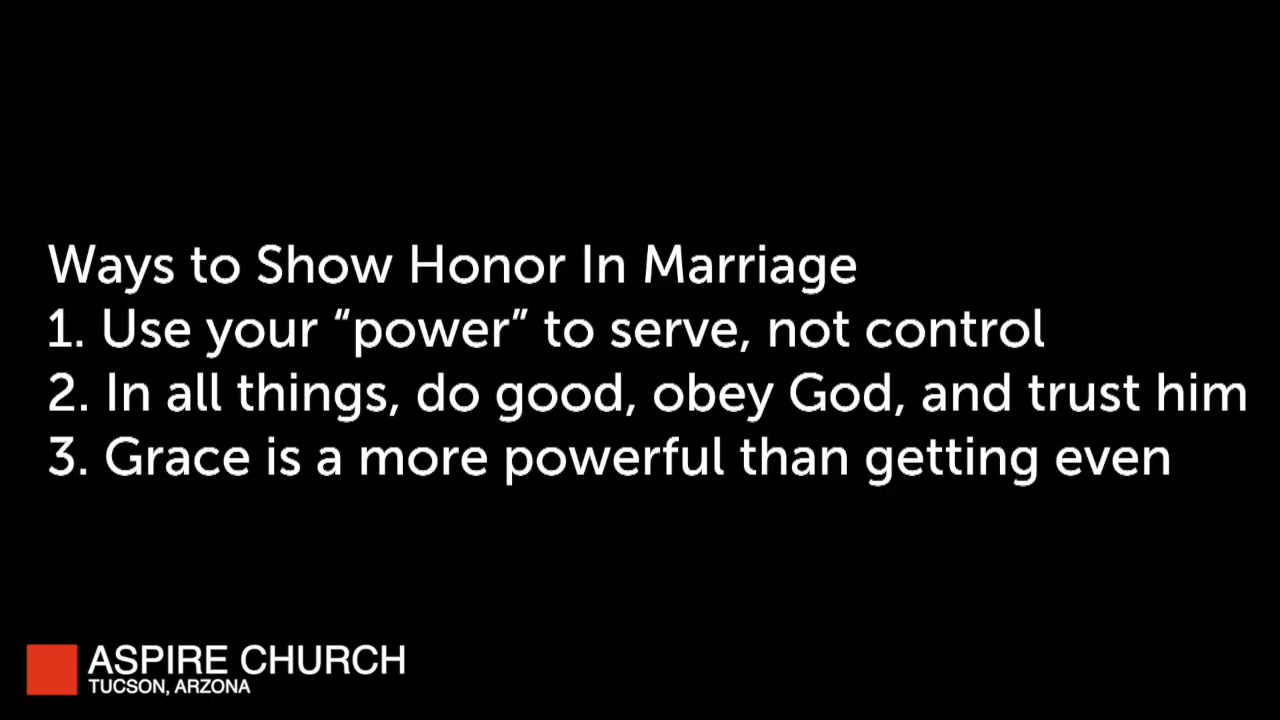 Ways to Show Honor In Marriage
1. Use your “power” to serve, not control
2. In all things, do good, obey God, and trust him
3. Grace is a more powerful than getting even
ASPIRE CHURCH
TUCSON, ARZONA